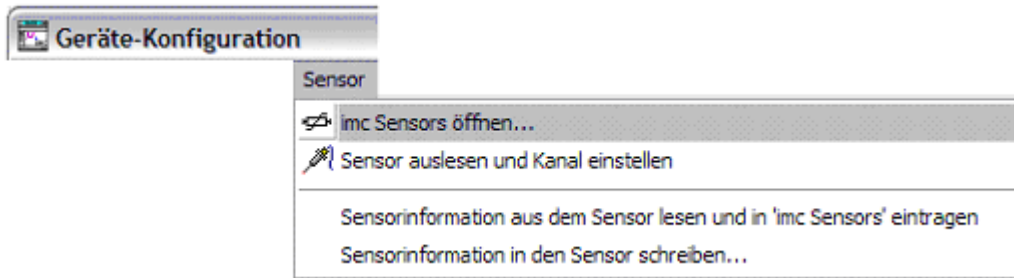 Geräte-Konfiguration
Sensor
imc Sensors öffnen...
Sensor auslesen und Kanal einstellen
Sensorinformation aus dem Sensor lesen und in 'imc Sensors' eintragen
Sensorinformation in den Sensor schreiben...